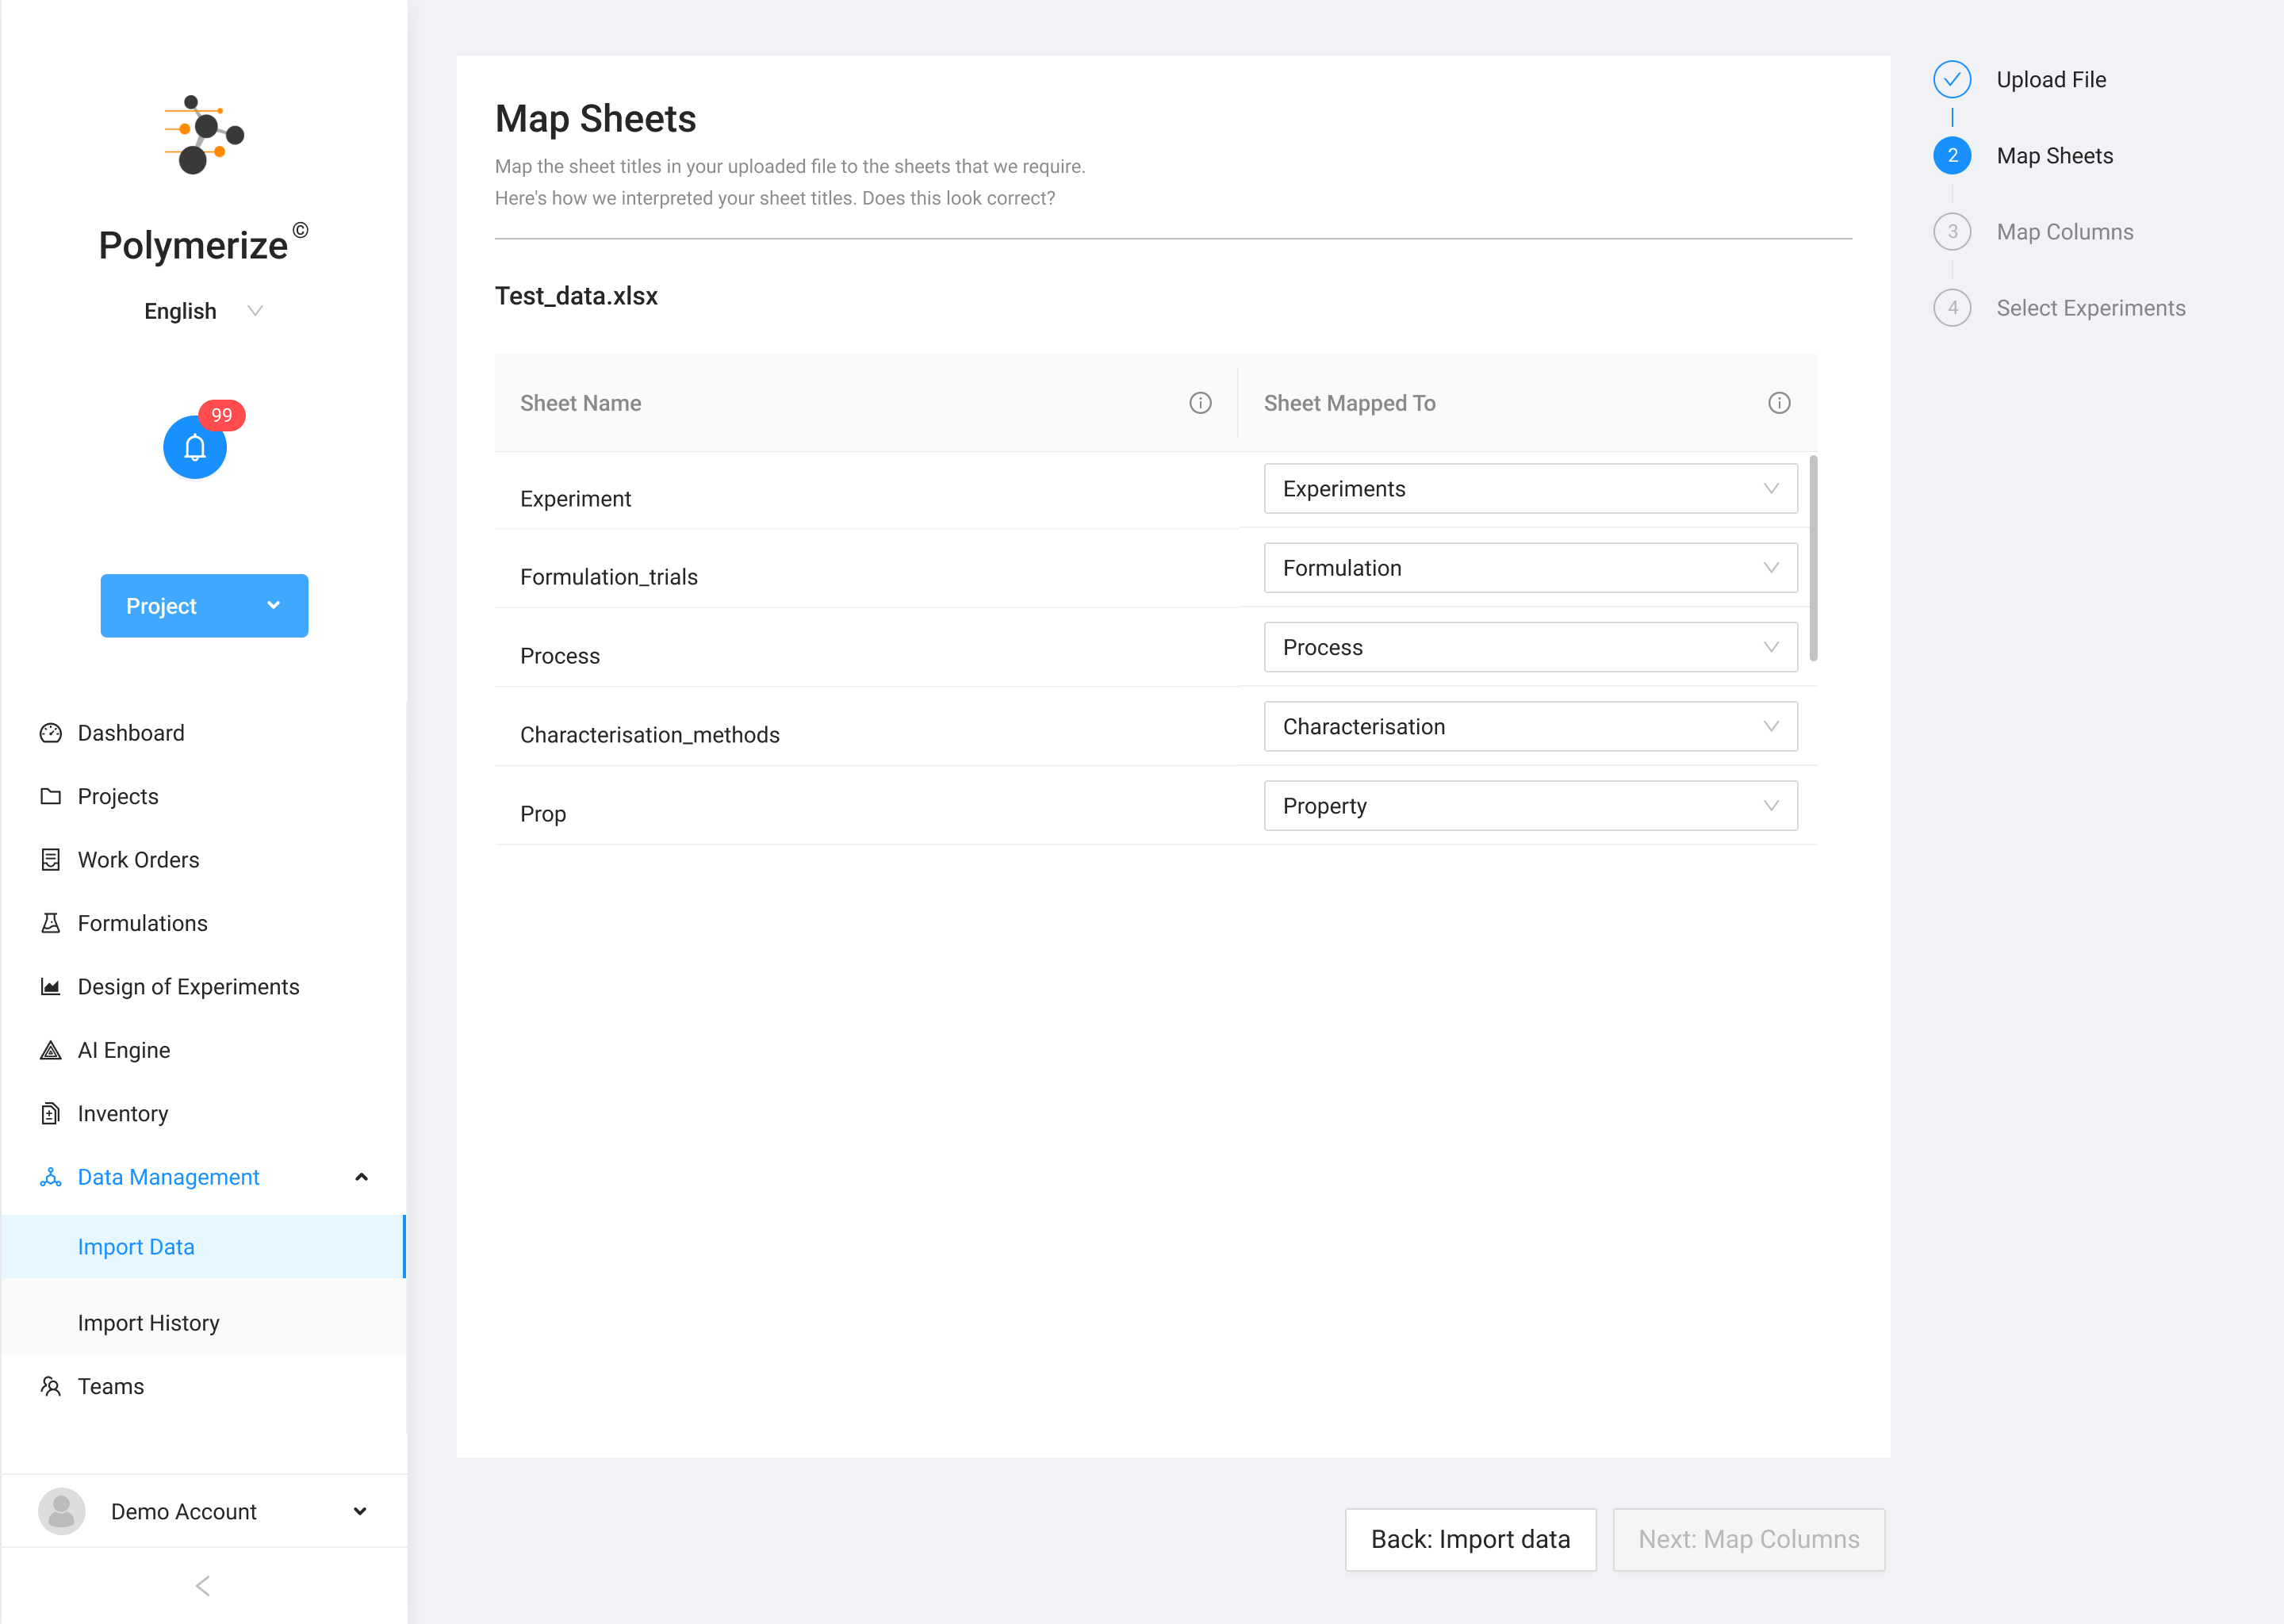 Polymerize ©
English
99
Project
Dashboard
Projects
Work Orders
Formulations
Design of Experiments
AI Engine
Inventory
Data Management
Import Data
Import History
Teams
Demo Account
Map Sheets
Map the sheet titles in your uploaded file to the sheets that we require.
Here's how we interpreted your sheet titles. Does this look correct?
Test_data.xlsx
Sheet Name Sheet Mapped To
Experiment Experiments
Formulation_trials Formulation
Process Process
Characterisation_methods Characterisation
Prop Property
Back: Import data Next: Map Columns
Upload File
2 Map Sheets
3 Map Columns
4 Select Experiments